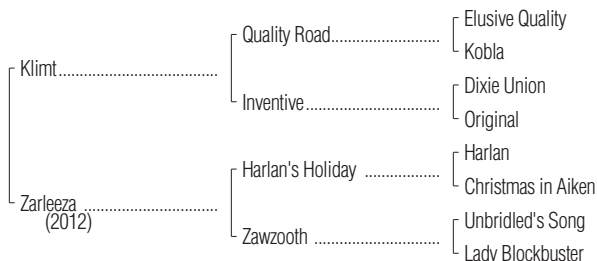 Klimt
Zarleeza
(2012)
Quality Road
Inventive
Harlan's Holiday
Zawzooth
Elusive Quality
Kobla
Dixie Union
Original
Harlan
Christmas in Aiken
Unbridled's Song
Lady Blockbuster